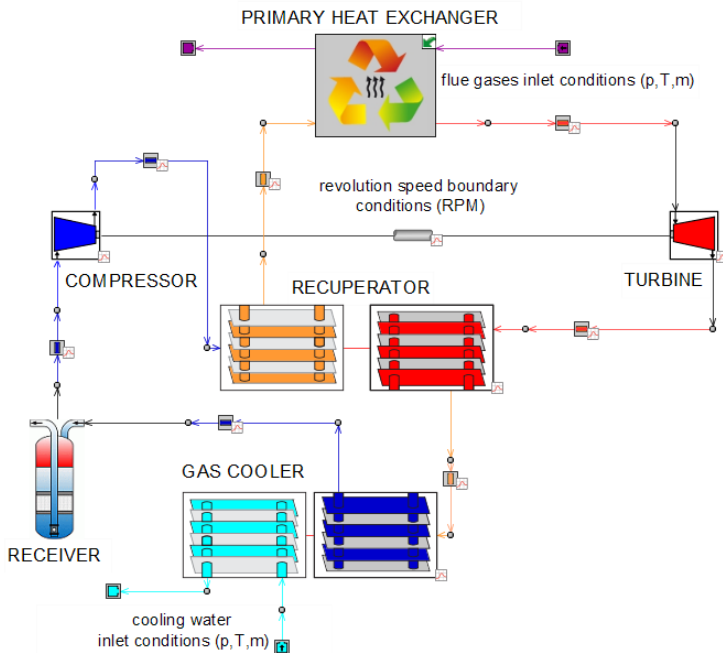 PRIMARY HEAT EXCHANGER
flue gases inlet conditions (p,T,m)
revolution speed boundary
conditions (RPM)
COMPRESSOR
TURBINE
RECUPERATOR
GAS COOLER
RECEIVER
cooling water
inlet conditions (p,T,m)